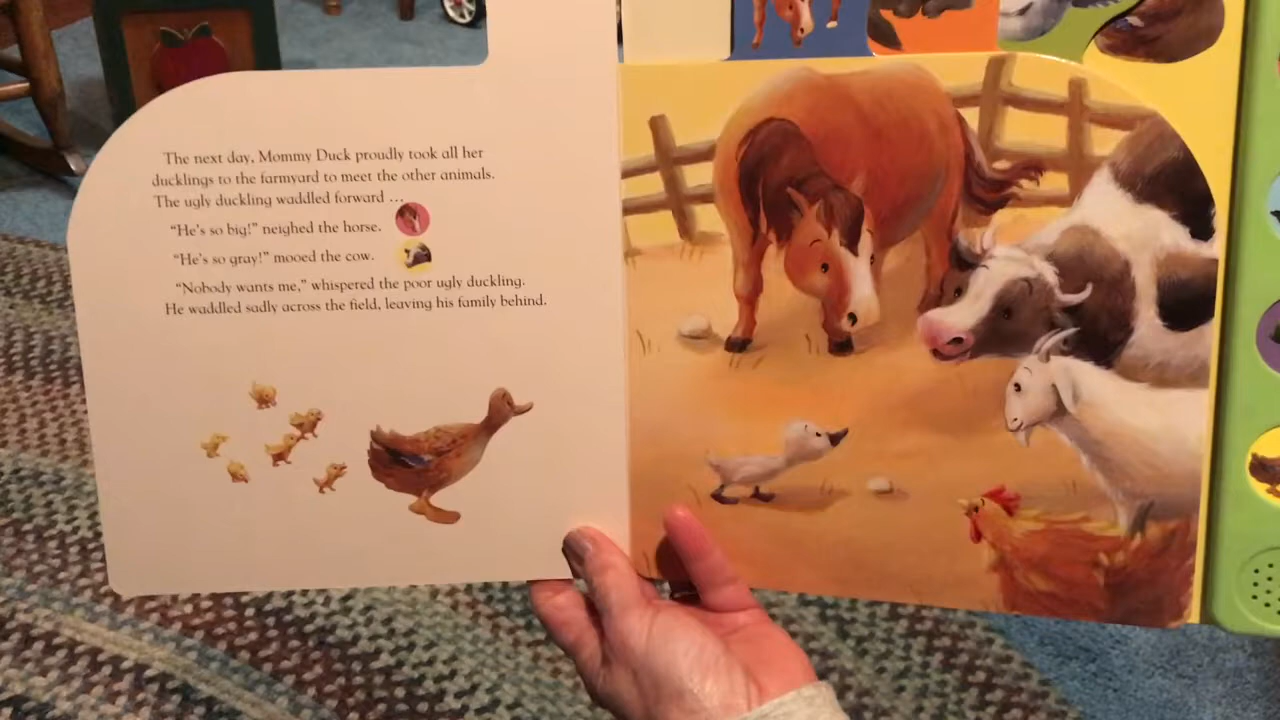 The next day, Mommy Duck proudly took all her
ducklings to the farmyard to meet the other animals.
The ugly duckling waddled forward ...
“He's so big!” neighed the horse.
“He's so gray!” mooed the cow.
“Nobody wants me,” whispered the poor ugly duckling.
He waddled sadly across the field, leaving his family behind.